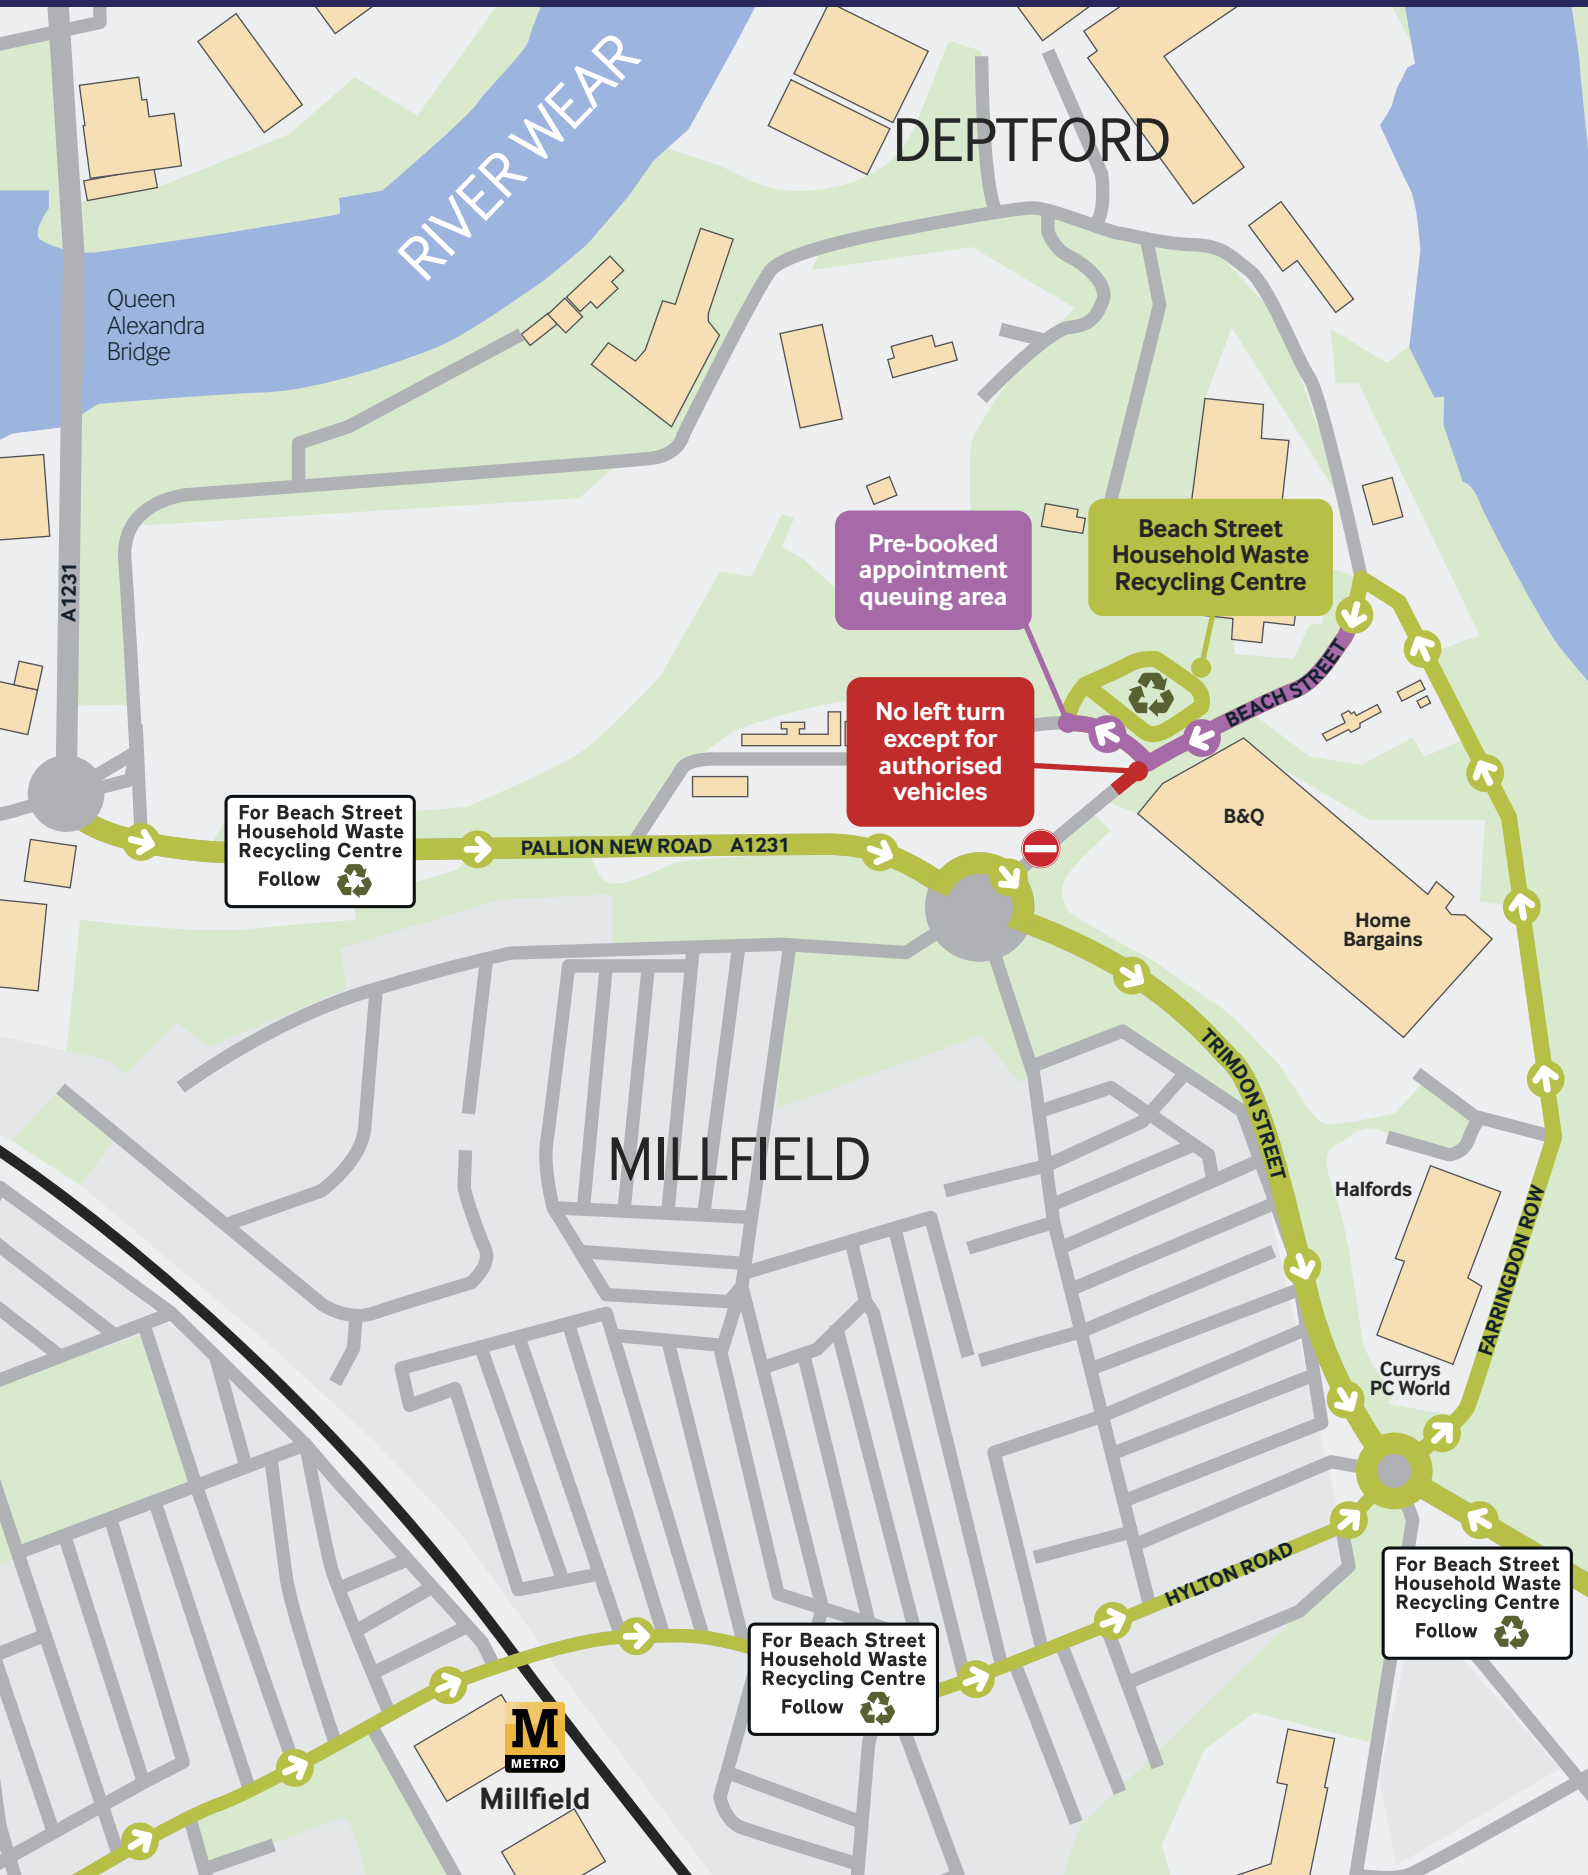 RIVER WEAR
DEPTFORD
Queen
Alexandra
Bridge
A1231
Pre-booked
appointment
queuing area
Beach Street
Household Waste
Recycling Centre
BEACH STREET
No left turn
except for
authorised
vehicles
B&Q
For Beach Street
Household Waste
Recycling Centre
Follow
PALLION NEW ROAD A1231
Home
Bargains
TRIMDON STREET
MILLFIELD
Halfords
FARRINGDON ROW
Currys
PC World
HYLTON ROAD
For Beach Street
Household Waste
Recycling Centre
Follow
For Beach Street
Household Waste
Recycling Centre
Follow
M
METRO
Millfield